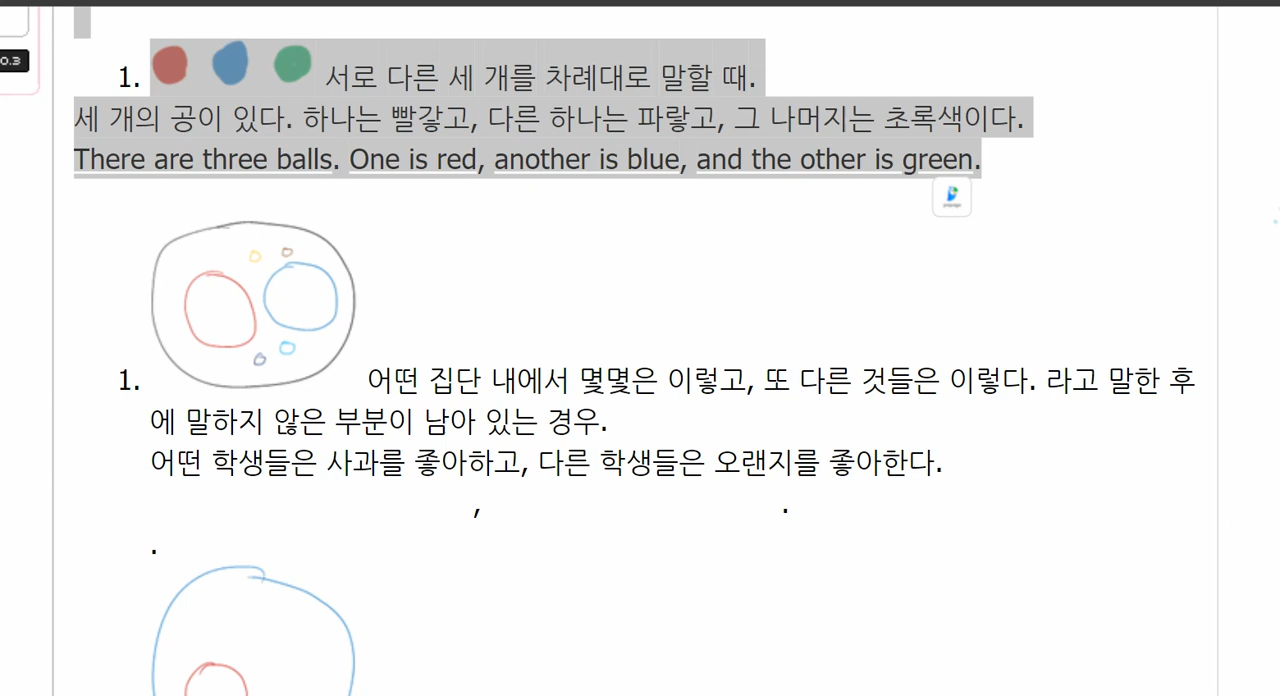 0.3
1. 서로 다른 세 개를 차례대로 말할 때.
세 개의 공이 있다. 하나는 빨갛고, 다른 하나는 파랗고, 그 나머지는 초록색이다.
There are three balls. One is red, another is blue, and the other is green.
1. 어떤 집단 내에서 몇몇은 이렇고, 또 다른 것들은 이렇다. 라고 말한 후
에 말하지 않은 부분이 남아 있는 경우.
어떤 학생들은 사과를 좋아하고, 다른 학생들은 오랜지를 좋아한다.
, .
.